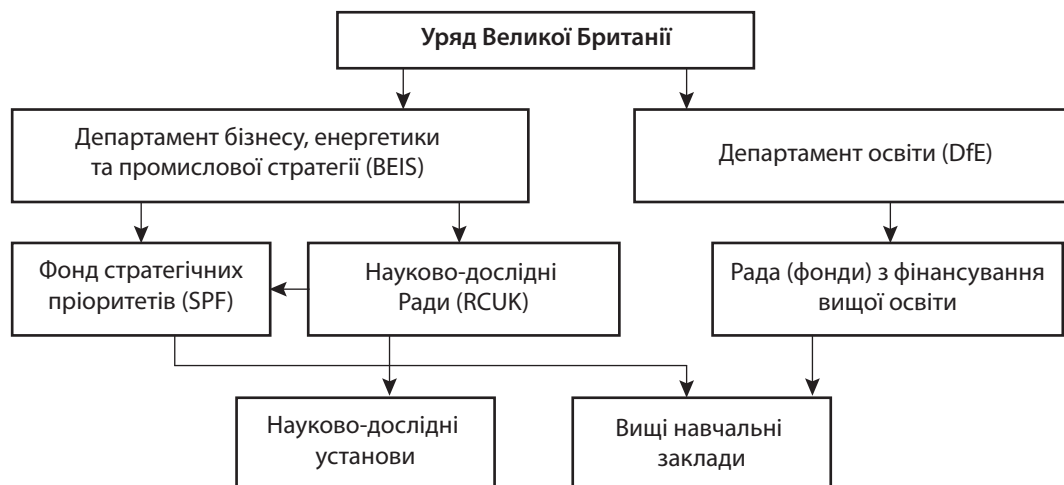 Уряд Великої Британії
Департамент бізнесу, енергетики
та промислової стратегії (BEIS)
Департамент освіти (DfE)
Фонд стратегічних
пріоритетів (SPF)
Науково-дослідні
Ради (RCUK)
Рада (фонди) з фінансування
вищої освіти
Науково-дослідні
установи
Вищі навчальні
заклади